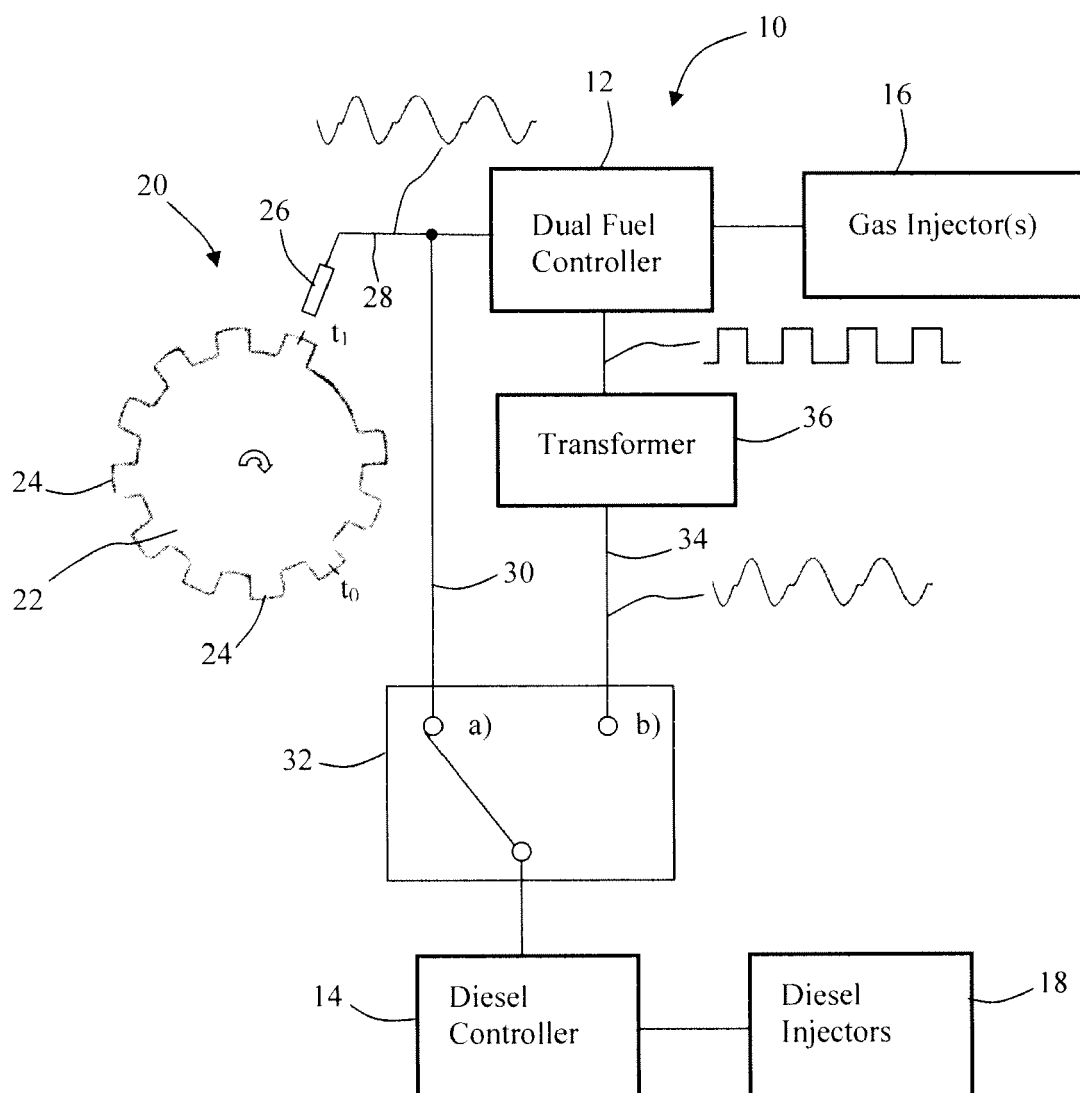 10
12
16
20
26
Dual Fuel
Controller
Gas Injector(s)
28
t₁
Transformer
36
24
34
22
30
t₀
24
a)
b)
32
14
Diesel
Controller
Diesel
Injectors
18